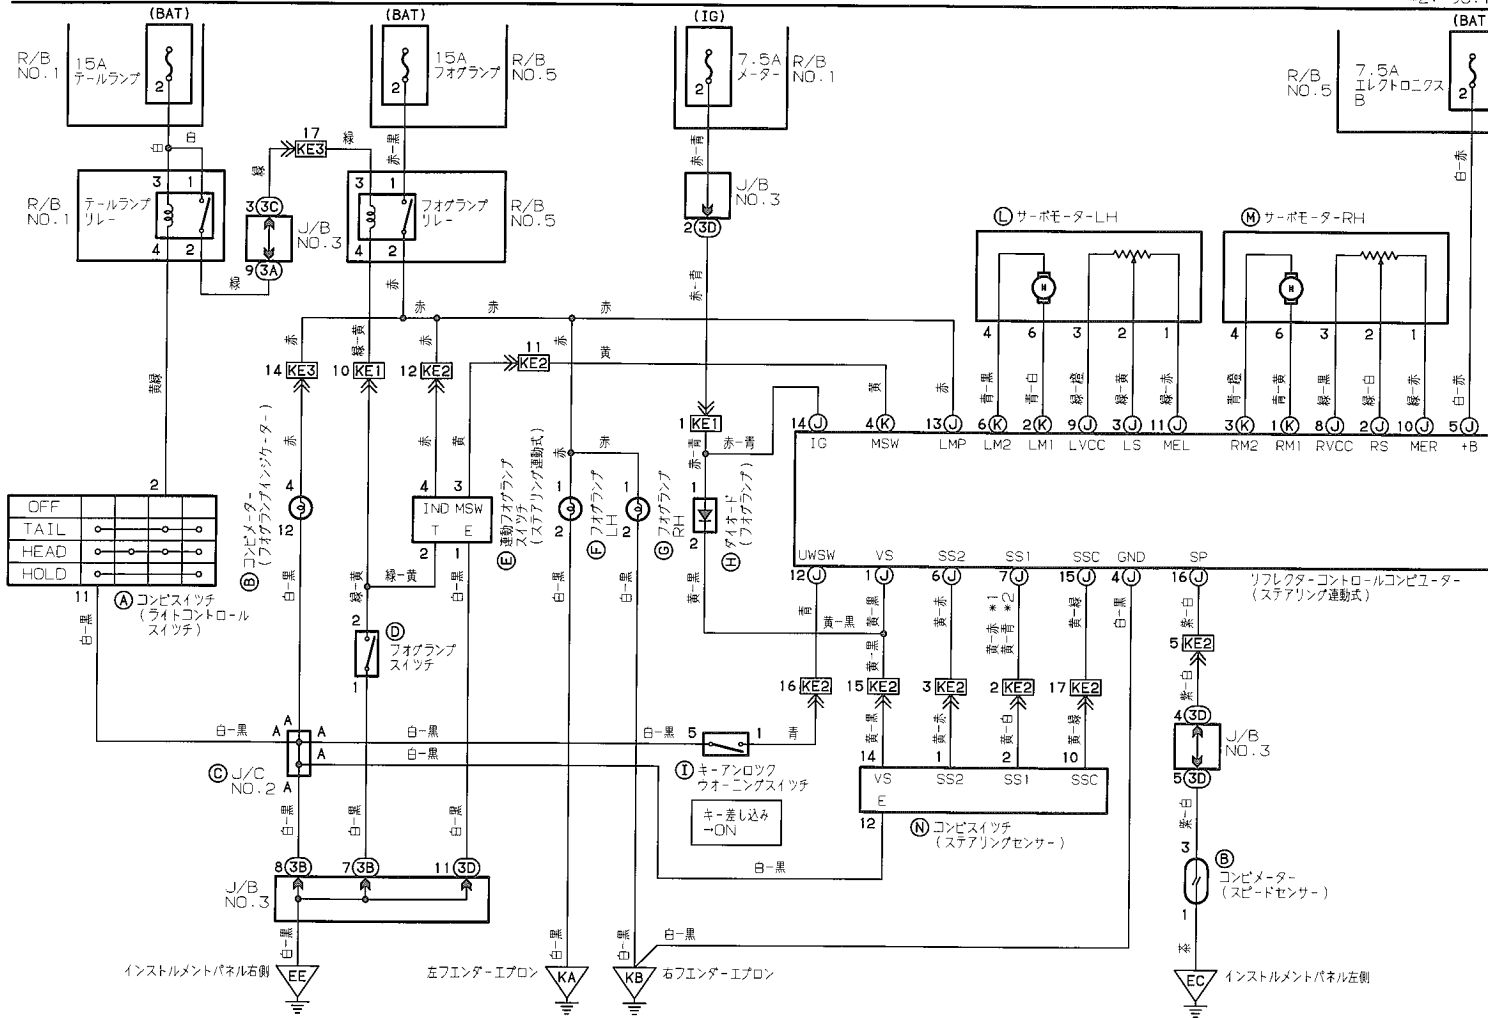 (BAT)
(BAT)
(IG)
(BAT
R/B
NO.1
15A
テールランプ
2
15A
フォグランプ
2
R/B
NO.5
7.5A
メーター
2
R/B
NO.1
R/B
NO.5
7.5A
エレクトロニクス
B
2
白
白
17
KE3
緑
緑
赤-黒
赤-青
白-赤
R/B
NO.1
テールランプ
リレー
3 1
4 2
3 3C
J/B
NO.3
9 3A
緑
フォグランプ
リレー
3 1
4 2
R/B
NO.5
J/B
NO.3
2 3D
L サーボモーターLH
M サーボモーターRH
M
M
4 6 3 2 1
4 6 3 2 1
赤
赤
赤
赤
赤-青
黄緑
赤
緑-黄
赤
赤
14 KE3
10 KE1
12 KE2
11
KE2
黄
黄
赤
1 KE1
赤-青
赤-青
青-黒
青-白
緑-橙
緑-黄
緑-赤
青-橙
青-黄
緑-黒
緑-白
緑-赤
白-赤
14 J
4 K
13 J
6 K
2 K
9 J
3 J
11 J
3 K
1 K
8 J
2 J
10 J
5 J
IG MSW LMP LM2 LM1 LVCC LS MEL RM2 RM1 RVCC RS MER +B
赤
赤
黄
赤
2
OFF
TAIL
HEAD
HOLD
11
A コンビスイッチ
(ライトコントロール
スイッチ)
B コンビメーター
(フォグランプインジケーター)
4
12
4 3
IND MSW
T E
2 1
E 連動フォグランプ
スイッチ
(ステアリング連動式)
1
2
F フォグランプ
LH
1
2
G フォグランプ
RH
1
2
H ダイオード
(フォグランプ)
UWSW VS SS2 SS1 SSC GND SP
12 J
1 J
6 J
7 J
15 J
4 J
16 J
リフレクターコントロールコンピューター
(ステアリング連動式)
白-黒
白-黒
緑-黄
緑-黄
白-黒
白-黒
白-黒
黄-黒
黄-黒
青
黄-黒
黄-赤
黄-赤 *1
黄-青 *2
黄-緑
白-黒
紫-白
2
D
フォグランプ
スイッチ
1
5 KE2
黄-黒
16 KE2
15 KE2
3 KE2
2 KE2
17 KE2
紫-白
4 3D
J/B
NO.3
5 3D
白-黒
A A A
A
A
白-黒
白-黒
白-黒
5 1
青
黄-黒
黄-赤
黄-白
黄-緑
C J/C
NO.2
I キーアンロック
ウオーニングスイッチ
キー差し込み
→ON
14 1 2 10
VS SS2 SS1 SSC
E
12
N コンビスイッチ
(ステアリングセンサー)
紫-白
白-黒
白-黒
白-黒
白-黒
3
B
コンビメーター
(スピードセンサー)
1
8 3B
7 3B
11 3D
J/B
NO.3
白-黒
白-黒
白-黒
白-黒
茶
インストルメントパネル右側
EE
左フエンダーエプロン
KA
KB
右フエンダーエプロン
EC
インストルメントパネル左側